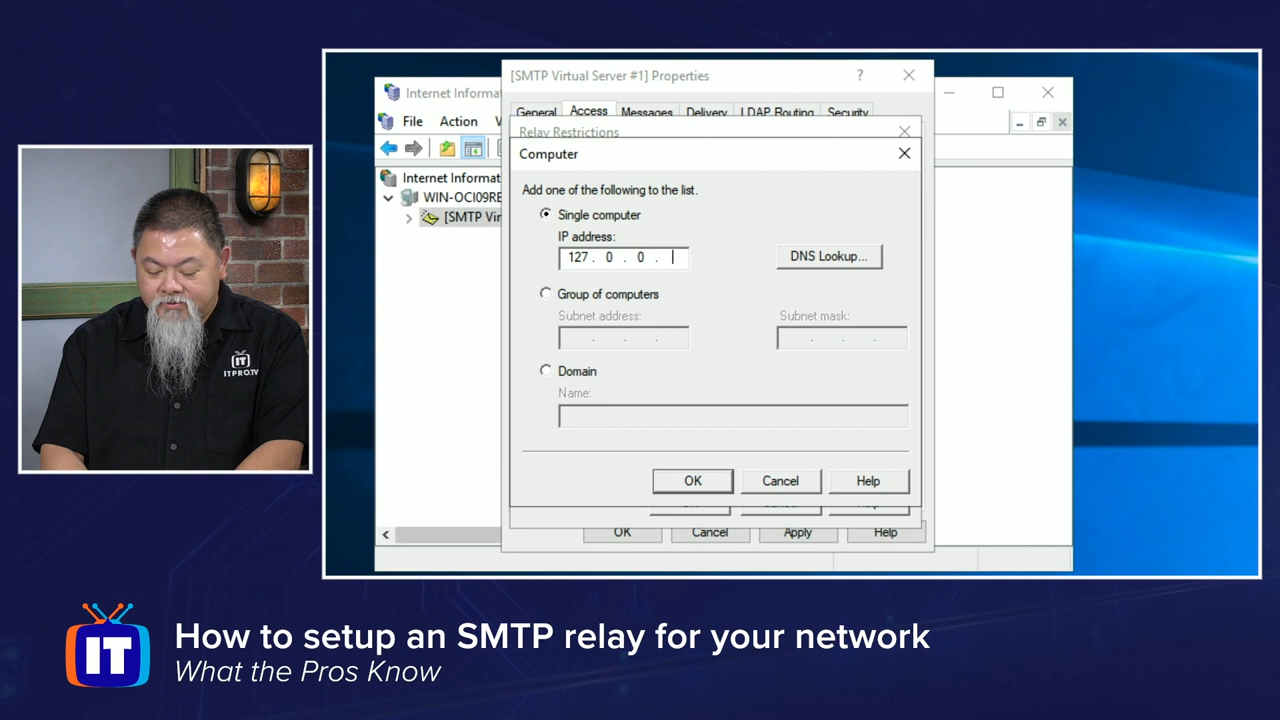 [SMTP Virtual Server #1] Properties
?
Internet Informa
General Access Messages Delivery LDAP Routing Security
File Action V
Relay Restrictions
Computer
Internet Informat
WIN-OCI09RE
[SMTP Vir
Add one of the following to the list.
Single computer
IP address:
127 . 0 . 0 .
DNS Lookup...
Group of computers
Subnet address:
Subnet mask:
. . .
. . .
Domain
Name:
OK Cancel Help
OK Cancel Apply Help
IT
ITPRO.TV
IT
How to setup an SMTP relay for your network
What the Pros Know